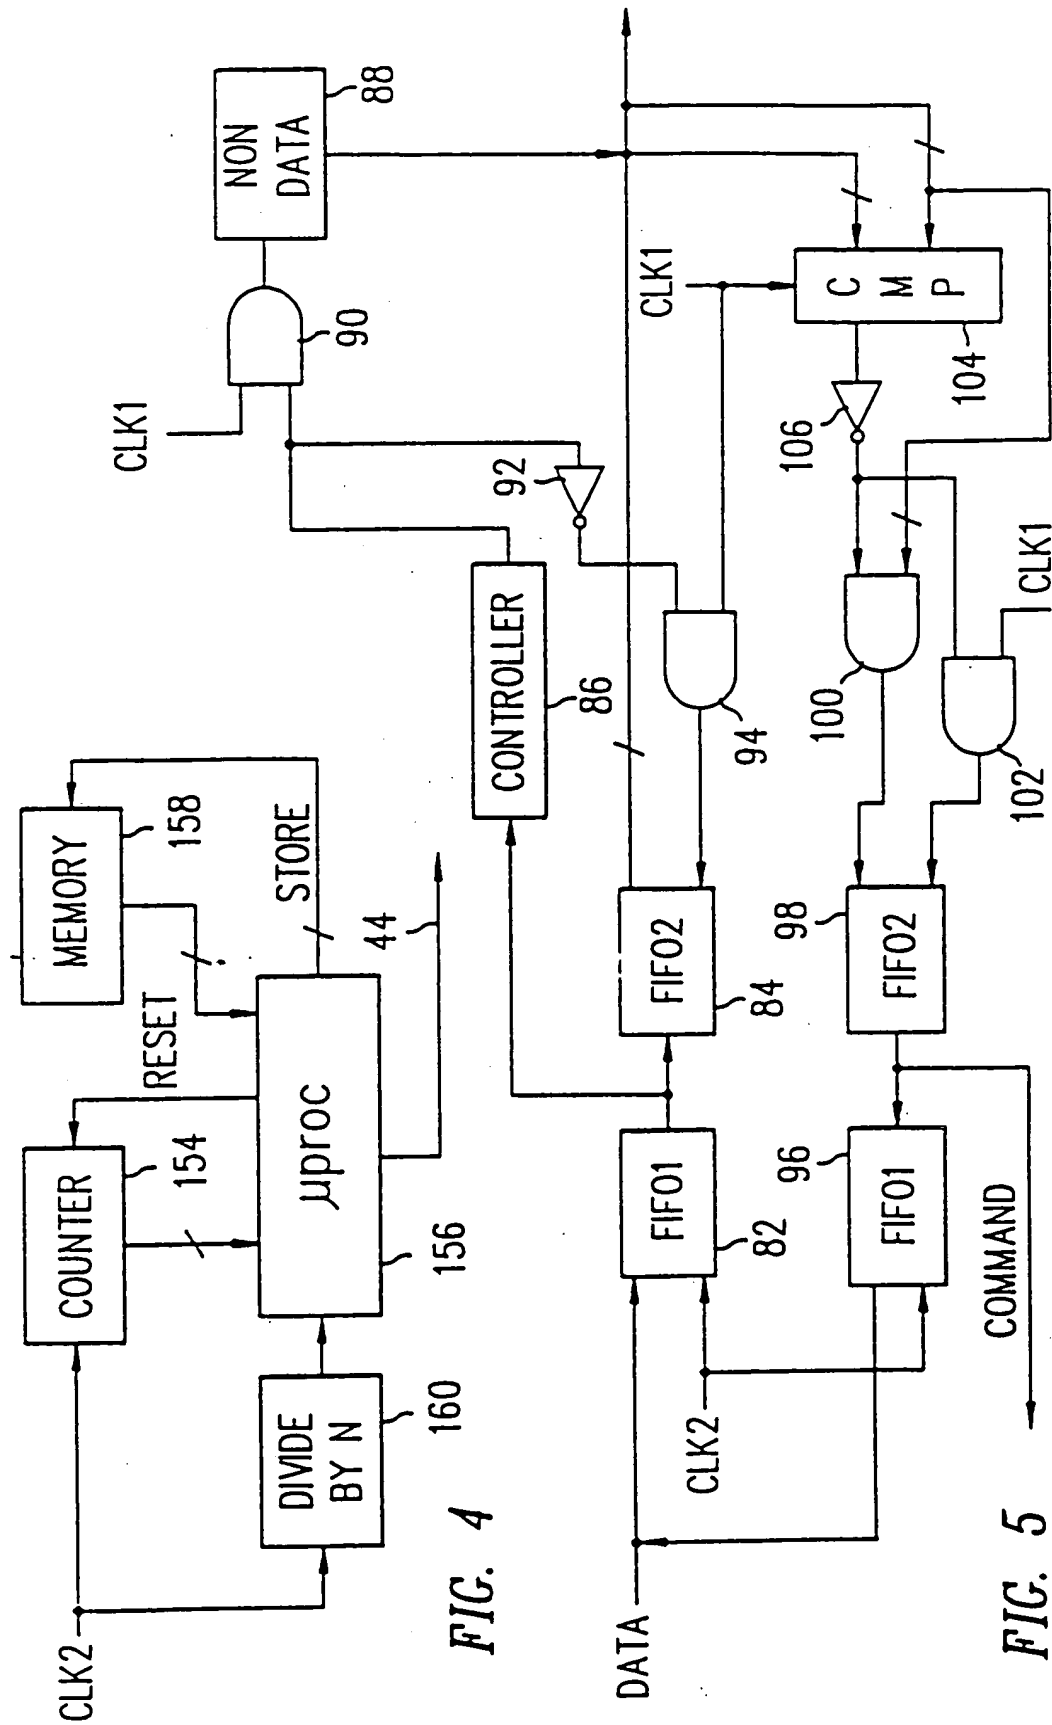 CLK2
COUNTER
154
RESET
MEMORY
158
DIVIDE
BY N
160
µproc
156
STORE
44
FIG. 4
CLK1
90
NON
DATA
88
CONTROLLER
86
92
DATA
CLK2
FIFO1
82
FIFO2
84
94
CLK1
FIFO1
96
FIFO2
98
100
102
CLK1
106
CMP
104
COMMAND
FIG. 5